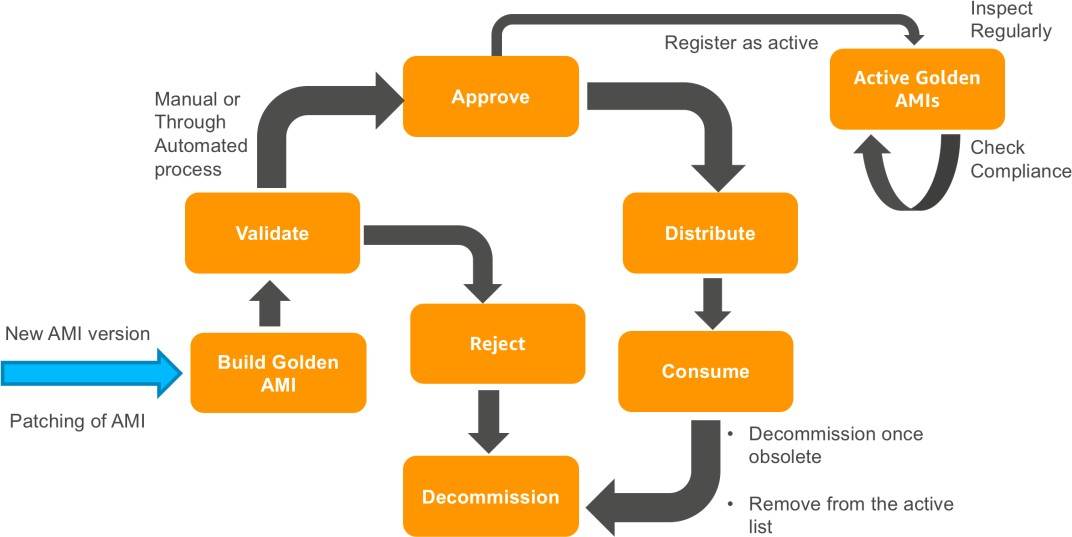 Inspect
Regularly
Register as active
Approve
Active Golden
AMIs
Manual or
Through
Automated
process
Check
Compliance
Validate
Distribute
New AMI version
Reject
Build Golden
AMI
Consume
Patching of AMI
• Decommission once
obsolete
Decommission
• Remove from the active
list